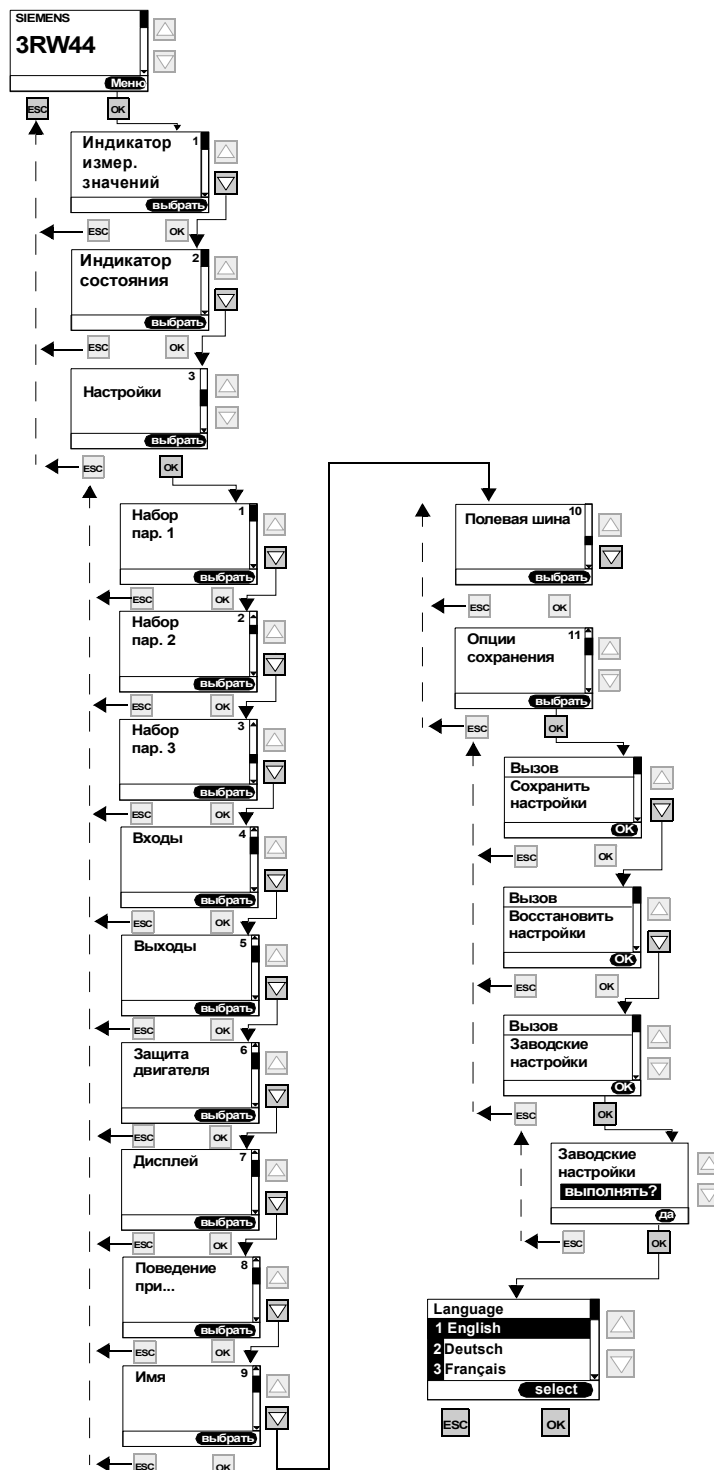 SIEMENS
3RW44
Меню
ESC
OK
Индикатор 1
измер.
значений
выбрать
ESC
OK
Индикатор 2
состояния
выбрать
ESC
OK
3
Настройки
выбрать
ESC
OK
Набор 1
пар. 1
выбрать
ESC
OK
Набор 2
пар. 2
выбрать
ESC
OK
Набор 3
пар. 3
выбрать
ESC
OK
Входы 4
выбрать
ESC
OK
Выходы 5
выбрать
ESC
OK
Защита 6
двигателя
выбрать
ESC
OK
Дисплей 7
выбрать
ESC
OK
Поведение 8
при...
выбрать
ESC
OK
Имя 9
выбрать
ESC
OK
Полевая шина 10
выбрать
ESC
OK
Опции 11
сохранения
выбрать
ESC
OK
Вызов
Сохранить
настройки
OK
ESC
OK
Вызов
Восстановить
настройки
OK
ESC
OK
Вызов
Заводские
настройки
OK
ESC
OK
Заводские
настройки
выполнять?
да
ESC
OK
Language
1 English
2 Deutsch
3 Français
select
ESC
OK